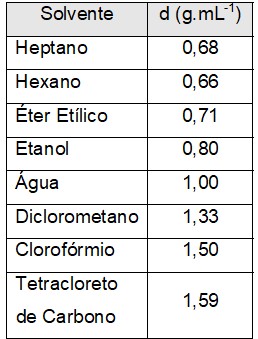 Solvente d (g.mL-1)
Heptano 0,68
Hexano 0,66
Éter Etílico 0,71
Etanol 0,80
Água 1,00
Diclorometano 1,33
Clorofórmio 1,50
Tetracloreto
de Carbono 1,59